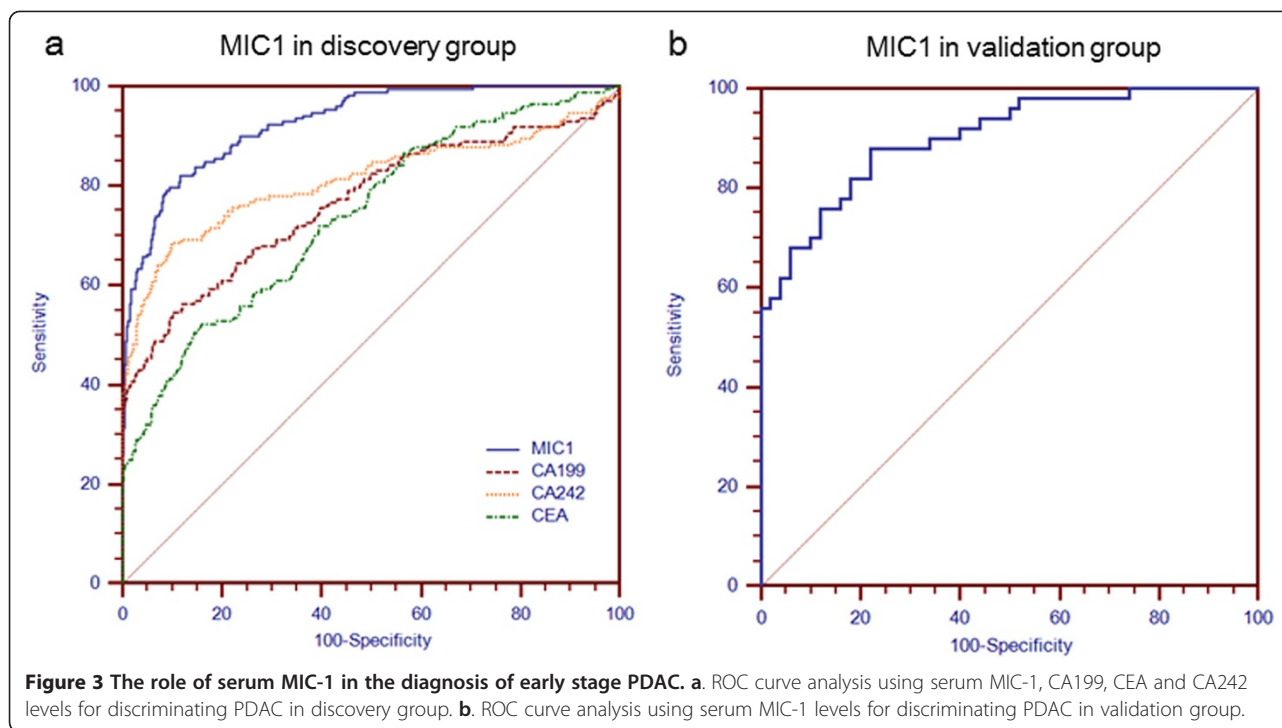 a
MIC1 in discovery group
100
80
60
40
20
0
Sensitivity
MIC1
CA199
CA242
CEA
0 20 40 60 80 100
100-Specificity
b
MIC1 in validation group
100
80
60
40
20
0
Sensitivity
0 20 40 60 80 100
100-Specificity
Figure 3 The role of serum MIC-1 in the diagnosis of early stage PDAC. a. ROC curve analysis using serum MIC-1, CA199, CEA and CA242
levels for discriminating PDAC in discovery group. b. ROC curve analysis using serum MIC-1 levels for discriminating PDAC in validation group.